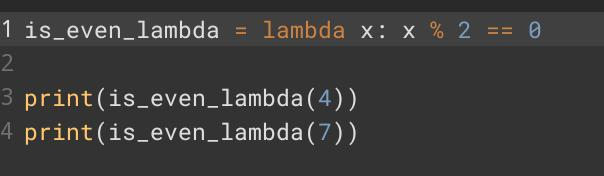 1 is_even_lambda = lambda x: x % 2 == 0
2
3 print(is_even_lambda(4))
4 print(is_even_lambda(7))